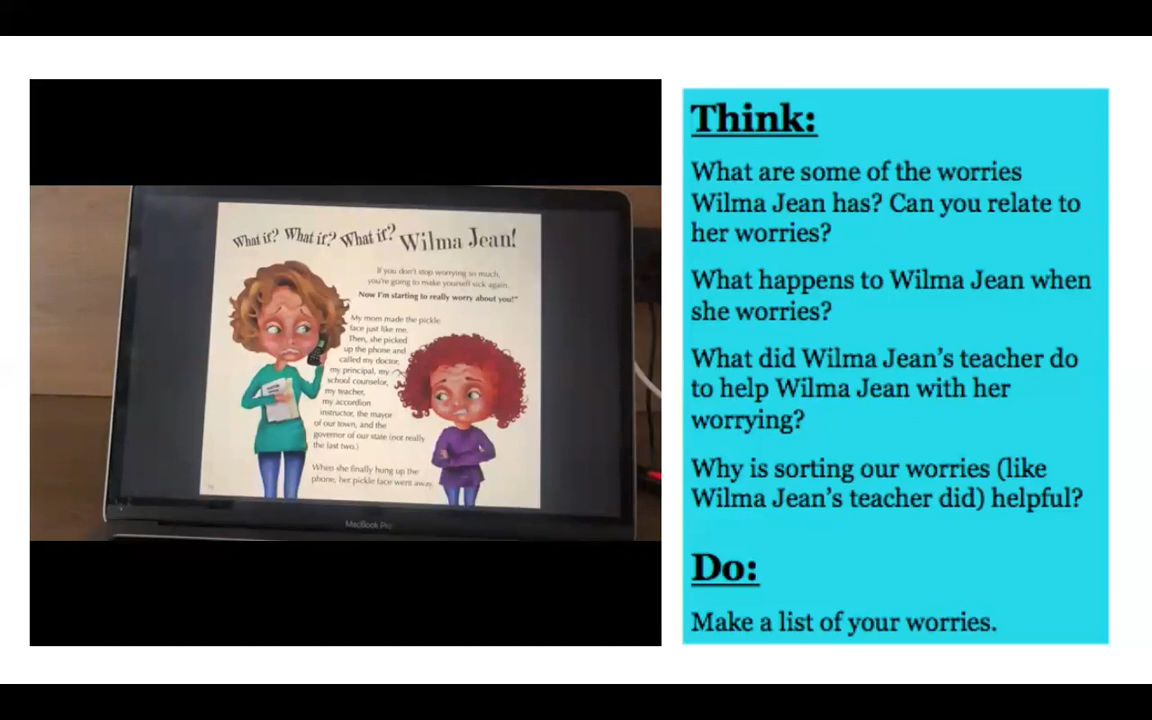 What if? What if? What if? Wilma Jean!
If you don't stop worrying so much,
you're going to make yourself sick again.
Now I'm starting to really worry about you!"
My mom made the pickle
face just like me.
Then, she picked
up the phone and
called my doctor,
my principal, my
school counselor,
my teacher,
my accordion
instructor, the mayor
of our town, and the
governor of our state (not really
the last two.)
When she finally hung up the
phone, her pickle face went away.
MacBook Pro
Think:
What are some of the worries
Wilma Jean has? Can you relate to
her worries?
What happens to Wilma Jean when
she worries?
What did Wilma Jean's teacher do
to help Wilma Jean with her
worrying?
Why is sorting our worries (like
Wilma Jean's teacher did) helpful?
Do:
Make a list of your worries.